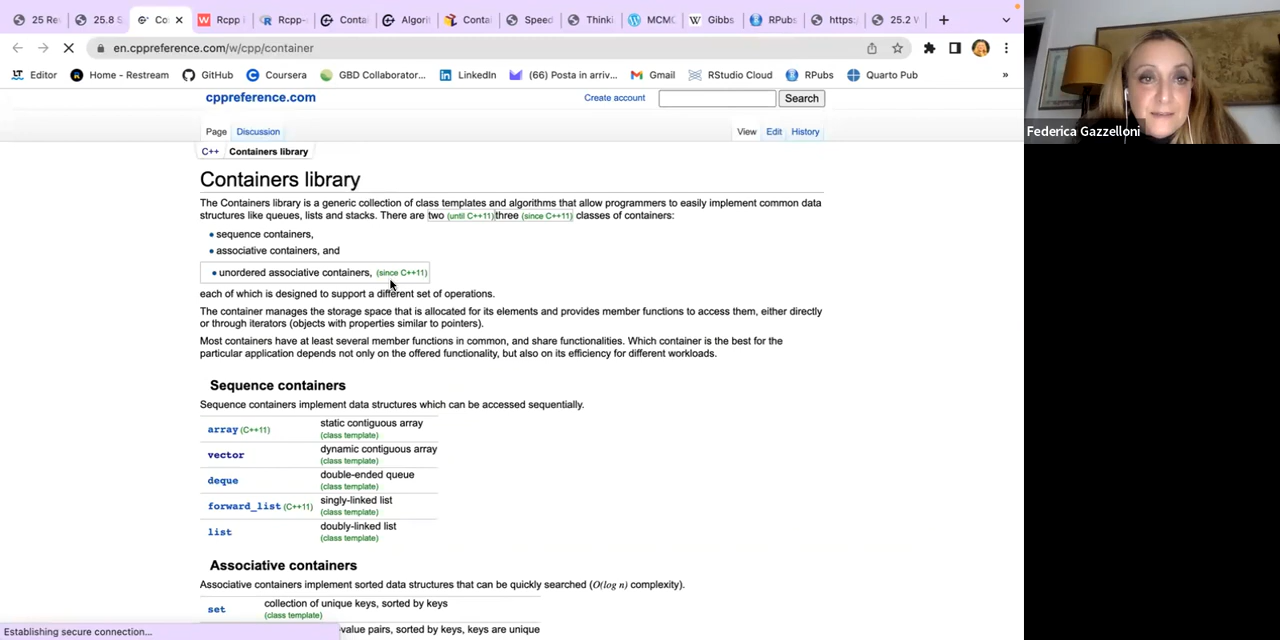 25 Re
25.8 S
Co
Rcpp i
Rcpp-
Conta
Algori
Conta
Speed
Thinki
MCMC
Gibbs
RPubs
https:
25.2 V
en.cppreference.com/w/cpp/container
Editor
Home - Restream
GitHub
Coursera
GBD Collaborator...
LinkedIn
(66) Posta in arriv...
Gmail
RStudio Cloud
RPubs
Quarto Pub
»
cppreference.com
Create account
Search
Page
Discussion
View
Edit
History
C++
Containers library
Containers library
The Containers library is a generic collection of class templates and algorithms that allow programmers to easily implement common data
structures like queues, lists and stacks. There are two (until C++11)three (since C++11) classes of containers:
• sequence containers,
• associative containers, and
• unordered associative containers, (since C++11)
each of which is designed to support a different set of operations.
The container manages the storage space that is allocated for its elements and provides member functions to access them, either directly
or through iterators (objects with properties similar to pointers).
Most containers have at least several member functions in common, and share functionalities. Which container is the best for the
particular application depends not only on the offered functionality, but also on its efficiency for different workloads.
Sequence containers
Sequence containers implement data structures which can be accessed sequentially.
array (C++11)
static contiguous array
(class template)
vector
dynamic contiguous array
(class template)
deque
double-ended queue
(class template)
forward_list (C++11)
singly-linked list
(class template)
list
doubly-linked list
(class template)
Associative containers
Associative containers implement sorted data structures that can be quickly searched (O(log n) complexity).
set
collection of unique keys, sorted by keys
(class template)
value pairs, sorted by keys, keys are unique
Establishing secure connection...
Federica Gazzelloni